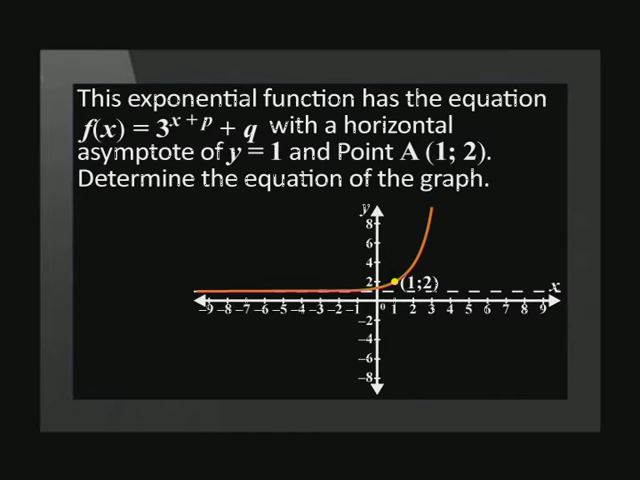 This exponential function has the equation
f(x) = 3^{x + p} + q with a horizontal
asymptote of y = 1 and Point A (1; 2).
Determine the equation of the graph.
y
8
6
4
2
(1;2)
x
–9 –8 –7 –6 –5 –4 –3 –2 –1 0 1 2 3 4 5 6 7 8 9
–2
–4
–6
–8